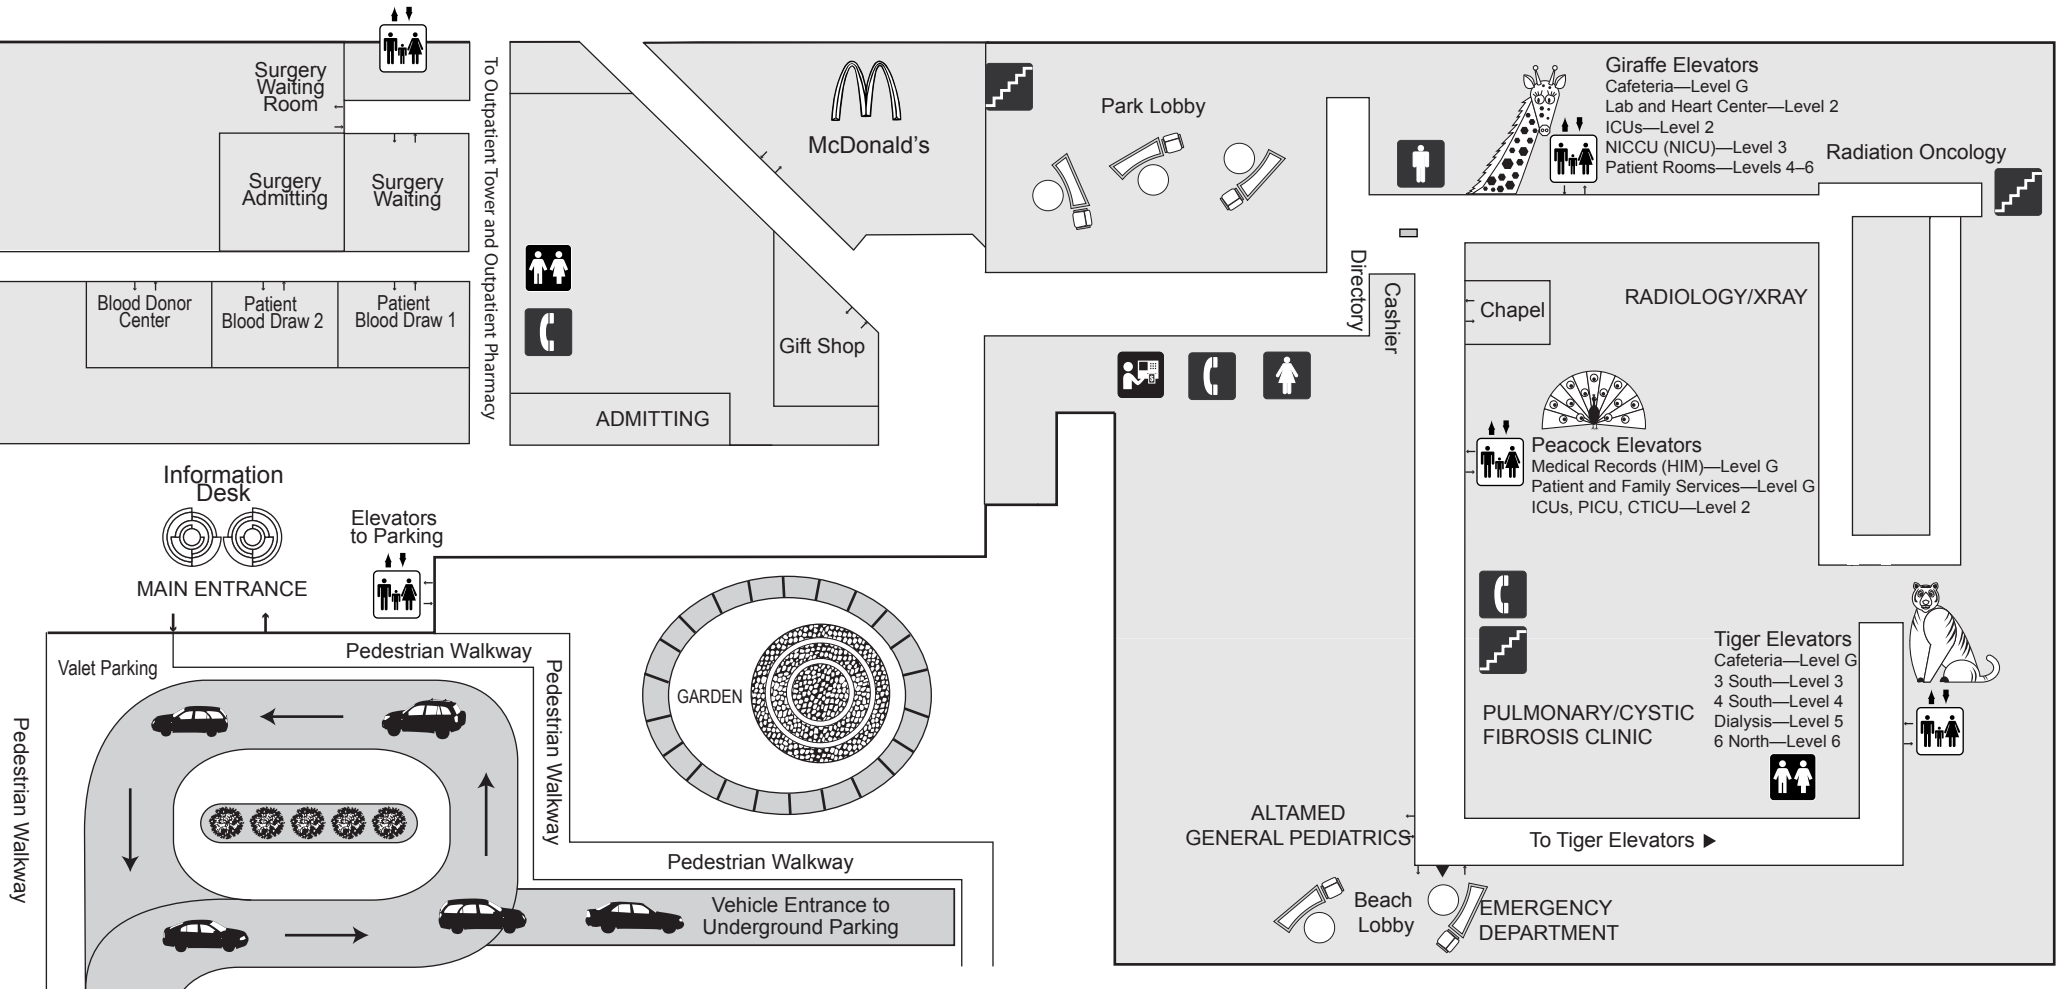 Surgery
Waiting
Room
Surgery
Admitting
Surgery
Waiting
Blood Donor
Center
Patient
Blood Draw 2
Patient
Blood Draw 1
To Outpatient Tower and Outpatient Pharmacy
ADMITTING
Gift Shop
McDonald's
Park Lobby
Directory
Cashier
Giraffe Elevators
Cafeteria—Level G
Lab and Heart Center—Level 2
ICUs—Level 2
NICCU (NICU)—Level 3
Patient Rooms—Levels 4–6
Radiation Oncology
RADIOLOGY/XRAY
Chapel
Peacock Elevators
Medical Records (HIM)—Level G
Patient and Family Services—Level G
ICUs, PICU, CTICU—Level 2
Tiger Elevators
Cafeteria—Level G
3 South—Level 3
4 South—Level 4
Dialysis—Level 5
6 North—Level 6
PULMONARY/CYSTIC
FIBROSIS CLINIC
To Tiger Elevators
ALTAMED
GENERAL PEDIATRICS
Beach
Lobby
EMERGENCY
DEPARTMENT
Information
Desk
MAIN ENTRANCE
Elevators
to Parking
Valet Parking
Pedestrian Walkway
Pedestrian Walkway
Pedestrian Walkway
Pedestrian Walkway
GARDEN
Vehicle Entrance to
Underground Parking